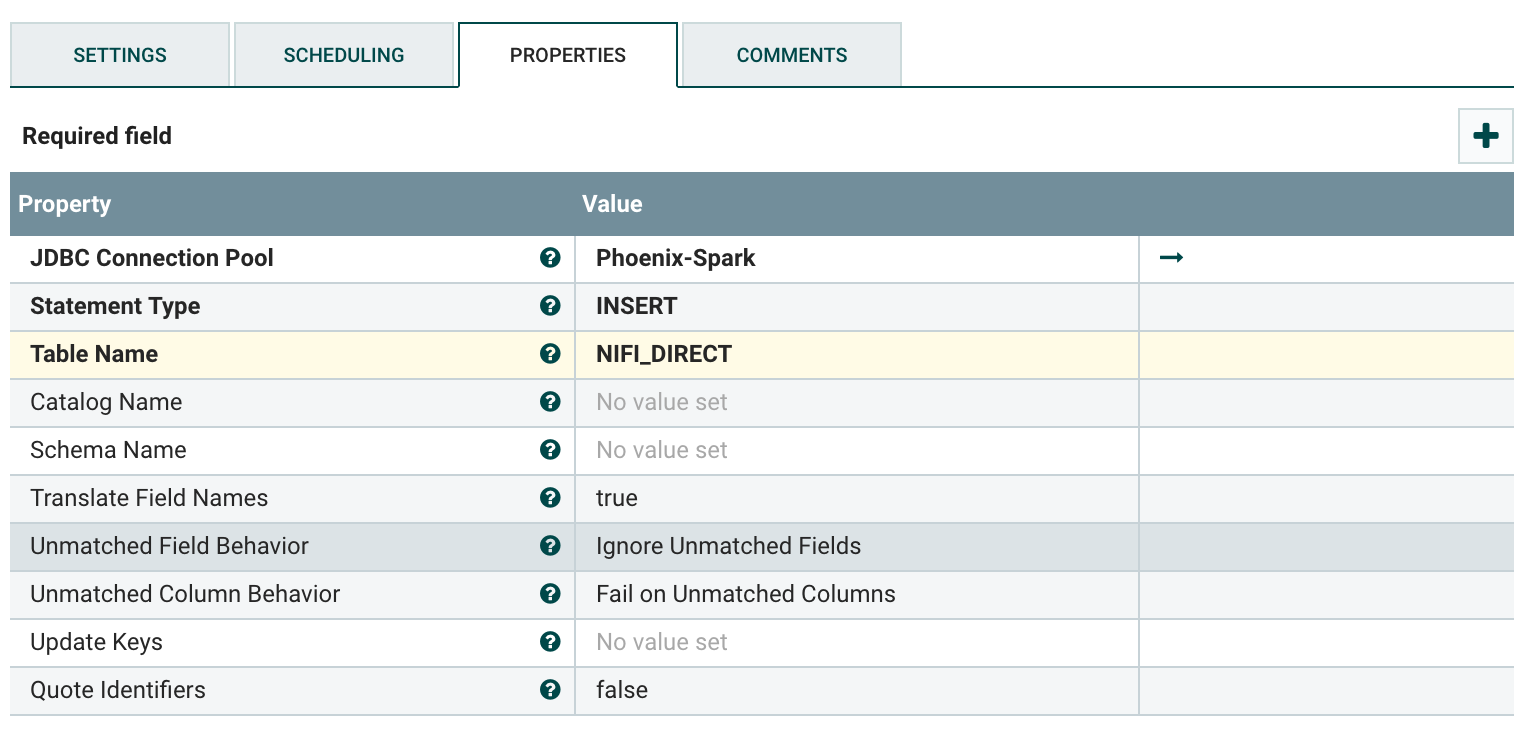 SETTINGS SCHEDULING PROPERTIES COMMENTS
Required field
Property Value
JDBC Connection Pool Phoenix-Spark
Statement Type INSERT
Table Name NIFI_DIRECT
Catalog Name No value set
Schema Name No value set
Translate Field Names true
Unmatched Field Behavior Ignore Unmatched Fields
Unmatched Column Behavior Fail on Unmatched Columns
Update Keys No value set
Quote Identifiers false